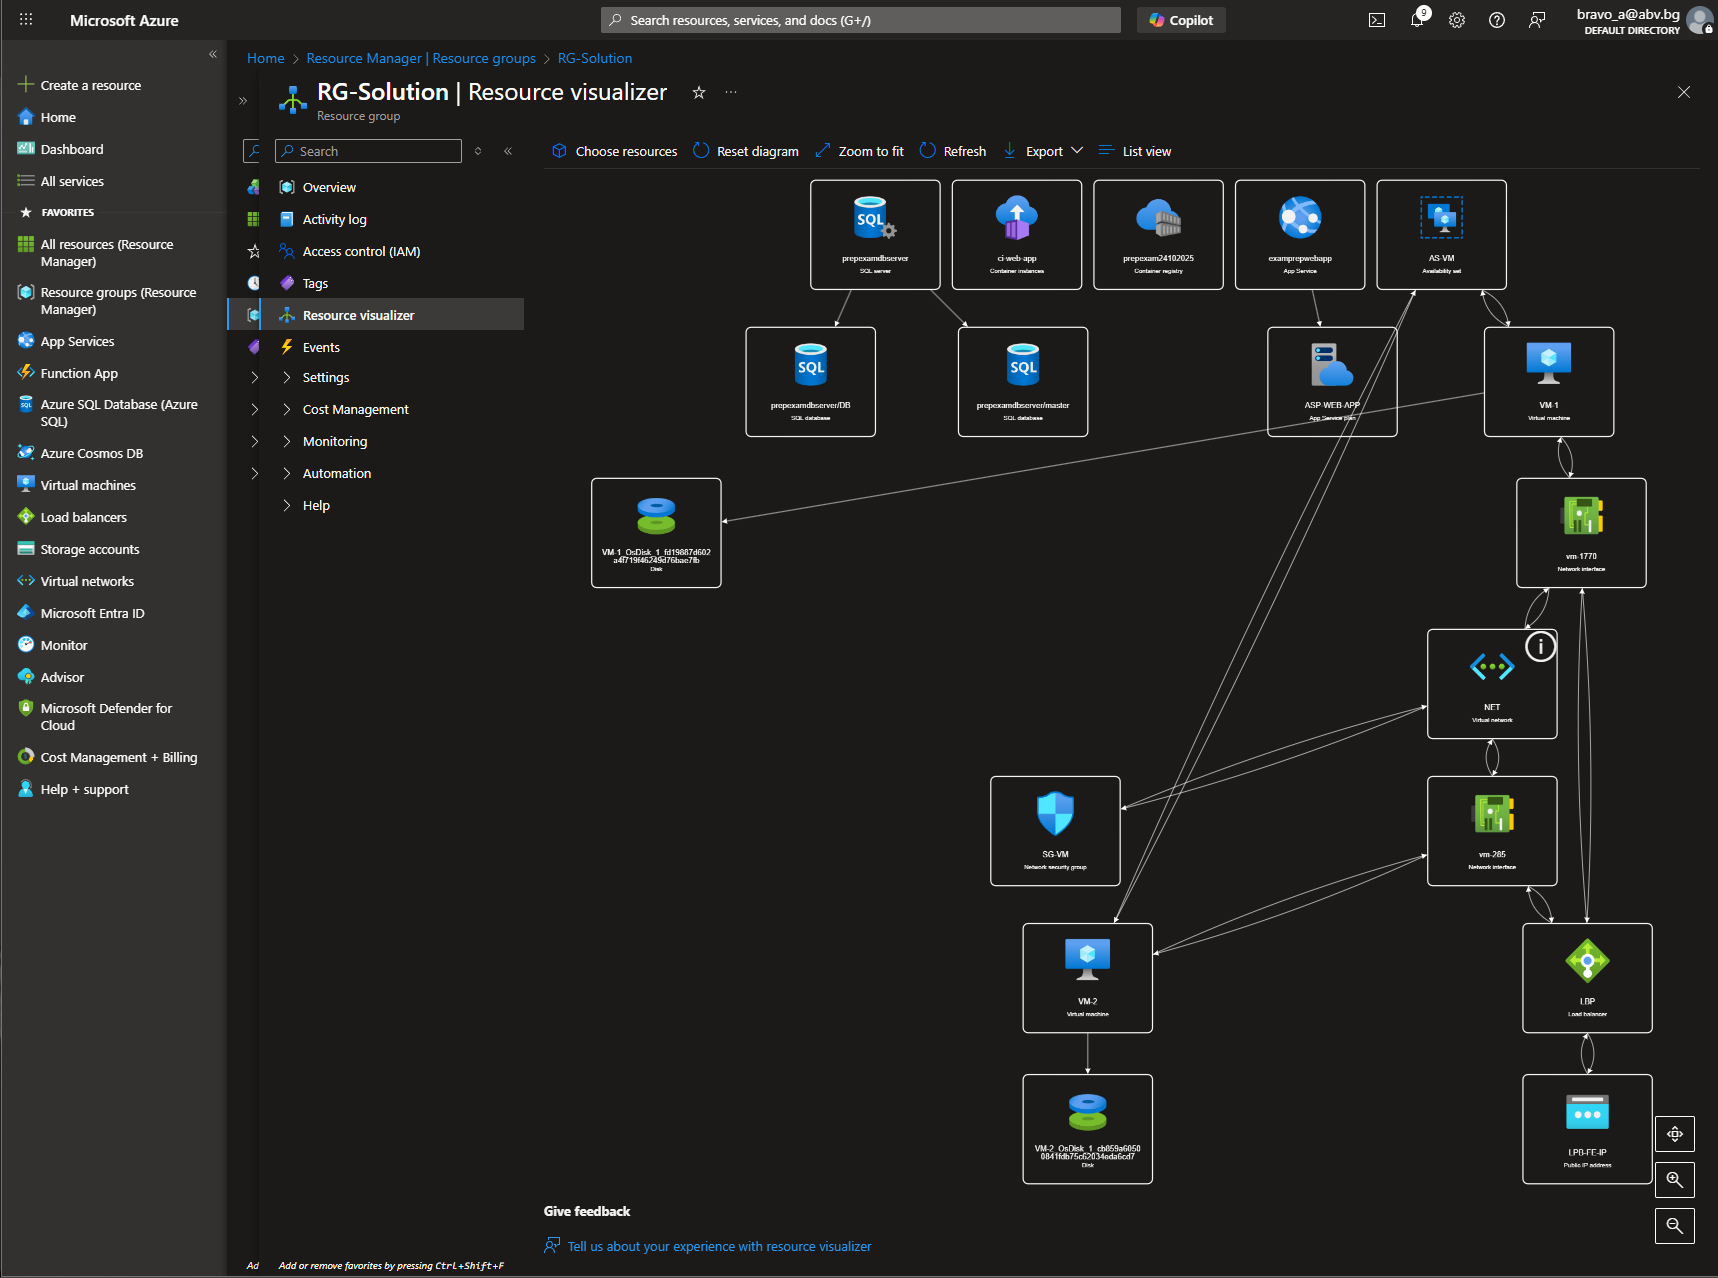 Microsoft Azure
Search resources, services, and docs (G+/)
Copilot
9
bravo_a@abv.bg
DEFAULT DIRECTORY
Create a resource
Home
Dashboard
All services
FAVORITES
All resources (Resource
Manager)
Resource groups (Resource
Manager)
App Services
Function App
Azure SQL Database (Azure
SQL)
Azure Cosmos DB
Virtual machines
Load balancers
Storage accounts
Virtual networks
Microsoft Entra ID
Monitor
Advisor
Microsoft Defender for
Cloud
Cost Management + Billing
Help + support
Home > Resource Manager | Resource groups > RG-Solution
RG-Solution | Resource visualizer
Resource group
Search
Overview
Activity log
Access control (IAM)
Tags
Resource visualizer
Events
Settings
Cost Management
Monitoring
Automation
Help
Ad
Add or remove favorites by pressing Ctrl+Shift+F
Choose resources
Reset diagram
Zoom to fit
Refresh
Export
List view
SQL
prepexamdbserver
SQL server
ci-web-app
Container instances
prepexam24102025
Container registry
examprepwebapp
App Service
AS-VM
Availability set
SQL
prepexamdbserver/DB
SQL database
SQL
prepexamdbserver/master
SQL database
ASP-WEB-APP
App Service plan
VM-1
Virtual machine
VM-1_OsDisk_1_fd19887d602
a4f719f46249d76bae7fb
Disk
vm-1770
Network interface
NET
Virtual network
SG-VM
Network security group
vm-285
Network interface
VM-2
Virtual machine
LBP
Load balancer
VM-2_OsDisk_1_cb859a6050
0841fdb75c62034eda6cd7
Disk
LPB-FE-IP
Public IP address
Give feedback
Tell us about your experience with resource visualizer